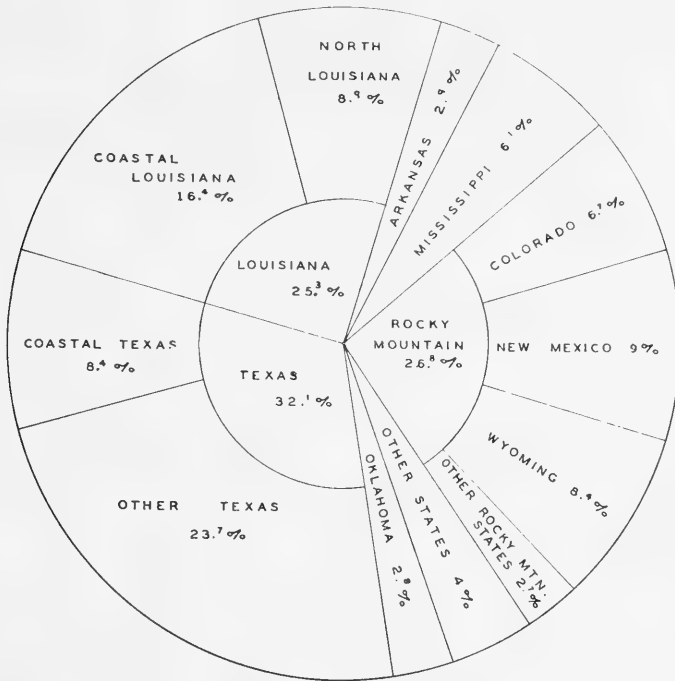 NORTH
LOUISIANA
8.9%
ARKANSAS 2.9%
MISSISSIPPI 6.1%
COLORADO 6.7%
NEW MEXICO 9%
WYOMING 8.4%
OTHER ROCKY MTN.
STATES 2.7%
OTHER STATES 4%
OKLAHOMA 2.8%
OTHER TEXAS
23.7%
COASTAL TEXAS
8.4%
COASTAL
LOUISIANA
16.4%
LOUISIANA
25.3%
ROCKY
MOUNTAIN
26.8%
TEXAS
32.1%